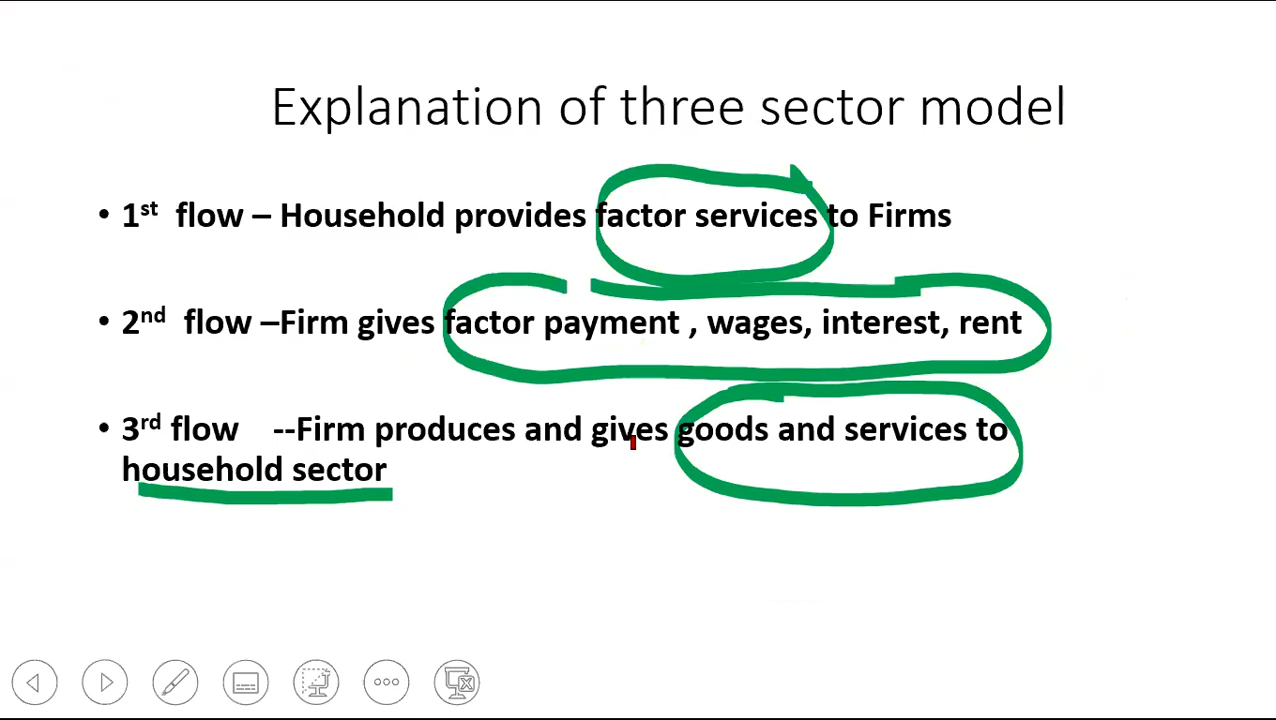 Explanation of three sector model
• 1st flow – Household provides factor services to Firms
• 2nd flow –Firm gives factor payment , wages, interest, rent
• 3rd flow --Firm produces and gives goods and services to
household sector